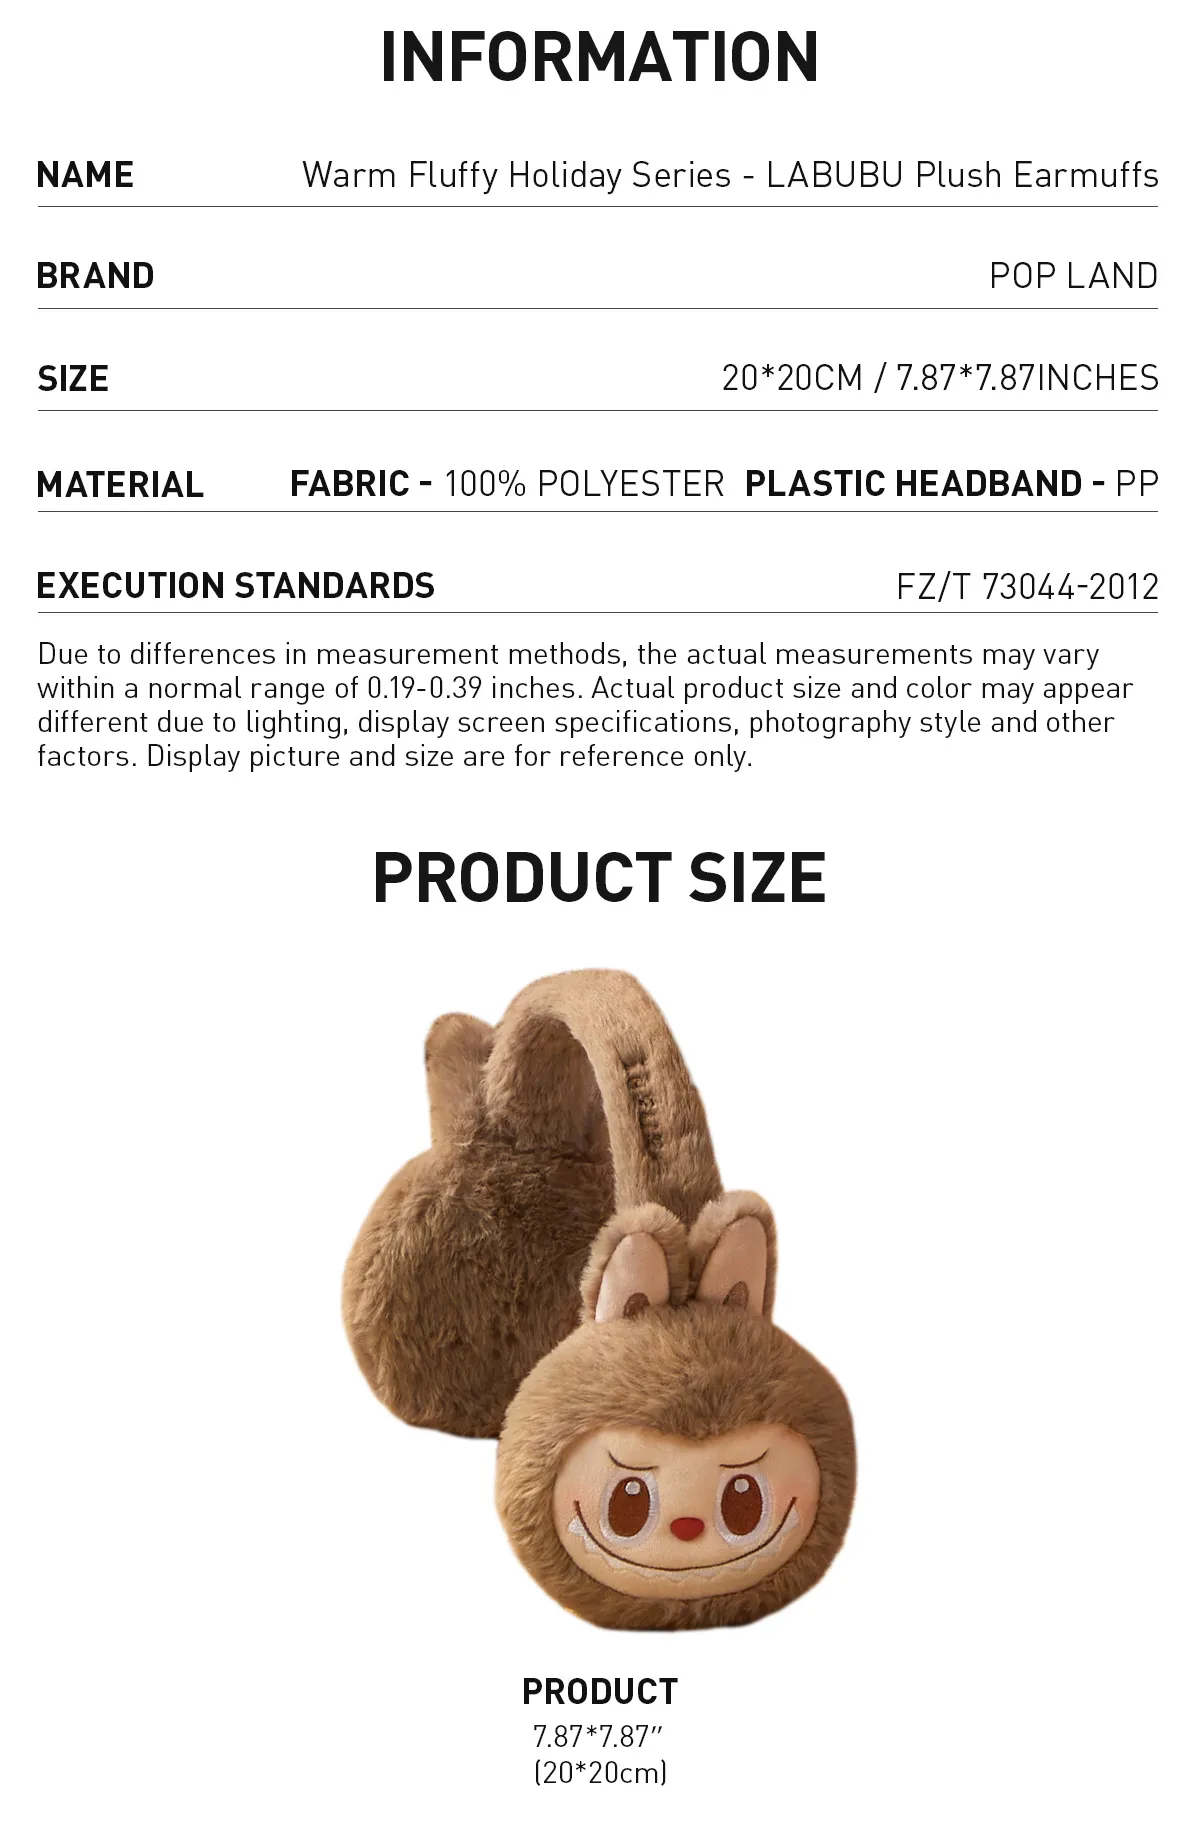 INFORMATION
NAME Warm Fluffy Holiday Series - LABUBU Plush Earmuffs
BRAND POP LAND
SIZE 20*20CM / 7.87*7.87INCHES
MATERIAL FABRIC - 100% POLYESTER PLASTIC HEADBAND - PP
EXECUTION STANDARDS FZ/T 73044-2012
Due to differences in measurement methods, the actual measurements may vary
within a normal range of 0.19-0.39 inches. Actual product size and color may appear
different due to lighting, display screen specifications, photography style and other
factors. Display picture and size are for reference only.
PRODUCT SIZE
PRODUCT
7.87*7.87″
(20*20cm)